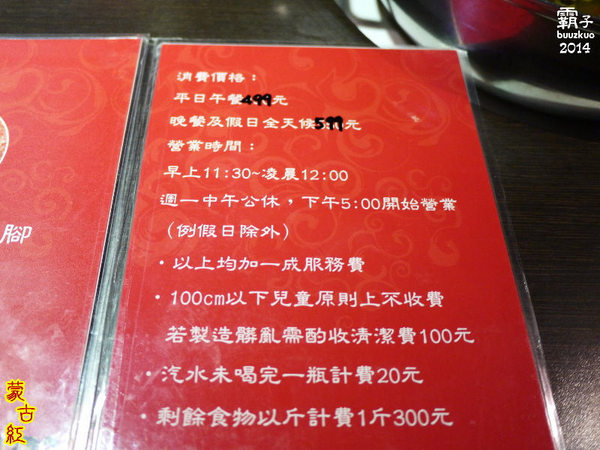 霸子
buuzkuo
2014
消費價格：
平日午餐499元
晚餐及假日全天候599元
營業時間：
早上11:30~凌晨12:00
週一中午公休，下午5:00開始營業
(例假日除外)
·以上均加一成服務費
·100cm以下兒童原則上不收費
若製造髒亂需酌收清潔費100元
·汽水未喝完一瓶計費20元
·剩餘食物以斤計費1斤300元
腳
蒙古紅